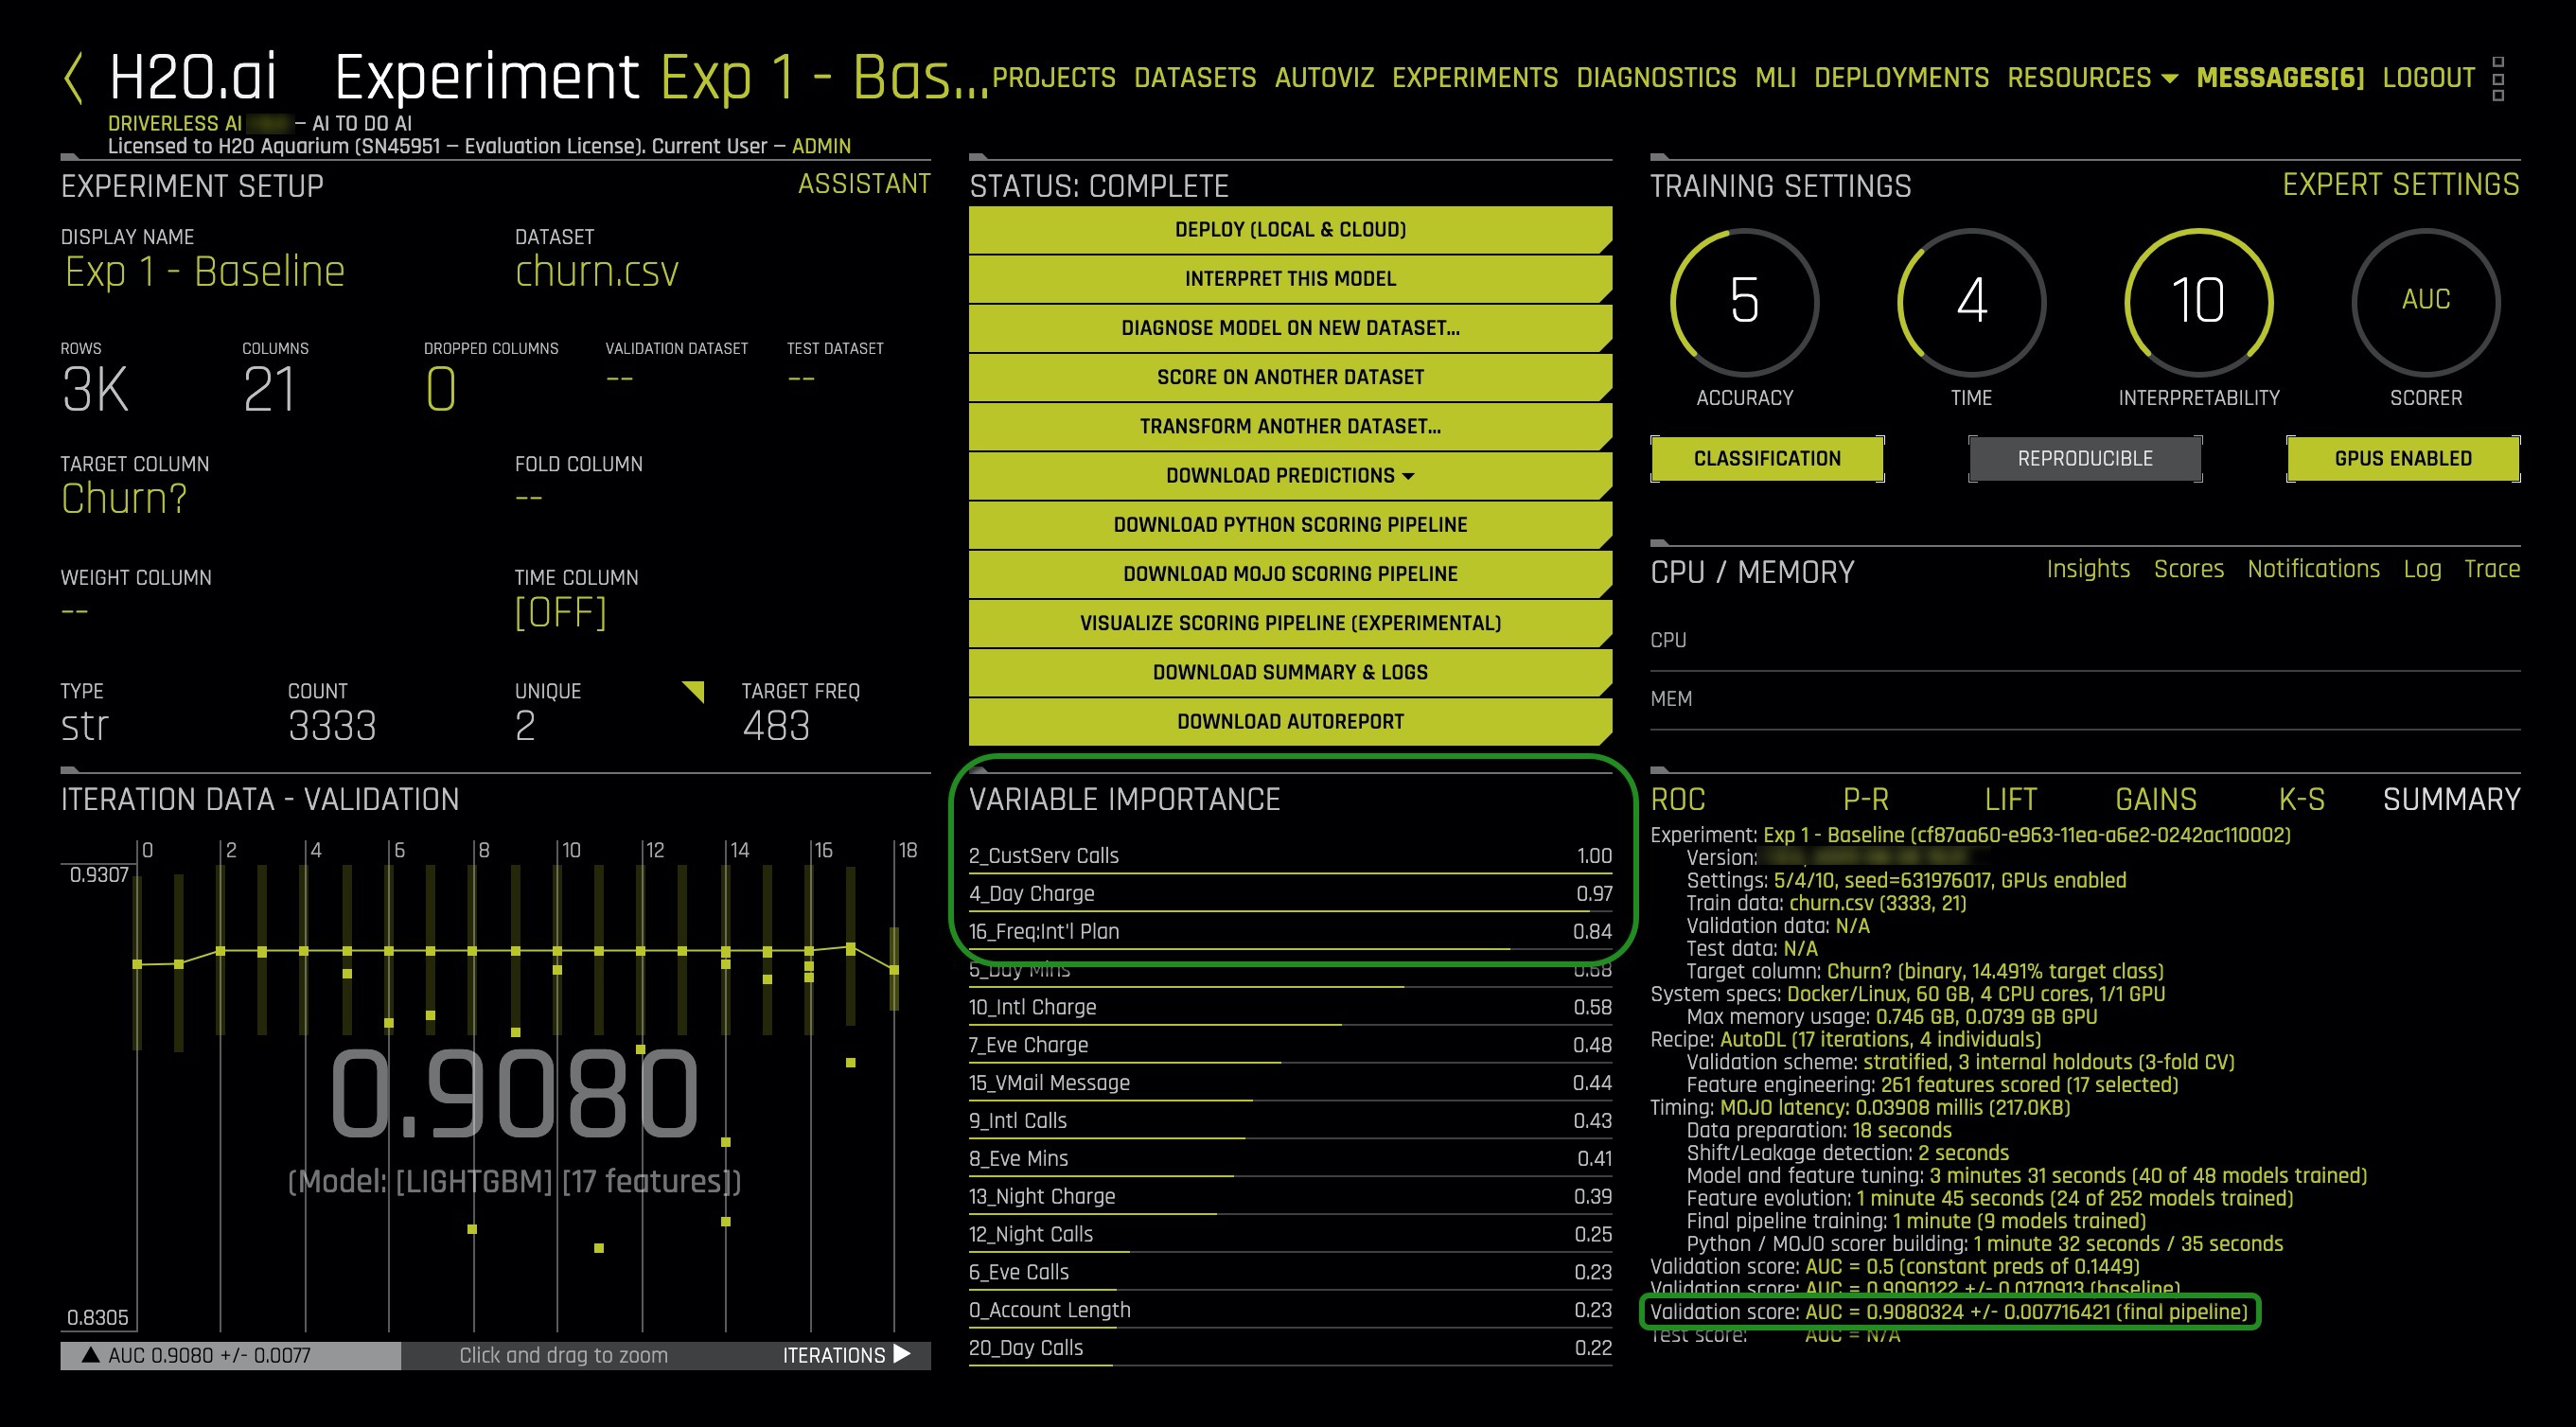 H2O.ai Experiment Exp 1 - Bas...
PROJECTS DATASETS AUTOVIZ EXPERIMENTS DIAGNOSTICS MLI DEPLOYMENTS RESOURCES MESSAGES[6] LOGOUT
DRIVERLESS AI — AI TO DO AI
Licensed to H2O Aquarium (SN45951 — Evaluation License). Current User — ADMIN
EXPERIMENT SETUP
ASSISTANT
DISPLAY NAME
Exp 1 - Baseline
DATASET
churn.csv
ROWS
3K
COLUMNS
21
DROPPED COLUMNS
0
VALIDATION DATASET
--
TEST DATASET
--
TARGET COLUMN
Churn?
FOLD COLUMN
--
WEIGHT COLUMN
--
TIME COLUMN
[OFF]
TYPE
str
COUNT
3333
UNIQUE
2
TARGET FREQ
483
STATUS: COMPLETE
DEPLOY (LOCAL & CLOUD)
INTERPRET THIS MODEL
DIAGNOSE MODEL ON NEW DATASET...
SCORE ON ANOTHER DATASET
TRANSFORM ANOTHER DATASET...
DOWNLOAD PREDICTIONS
DOWNLOAD PYTHON SCORING PIPELINE
DOWNLOAD MOJO SCORING PIPELINE
VISUALIZE SCORING PIPELINE (EXPERIMENTAL)
DOWNLOAD SUMMARY & LOGS
DOWNLOAD AUTOREPORT
TRAINING SETTINGS
EXPERT SETTINGS
5
ACCURACY
4
TIME
10
INTERPRETABILITY
AUC
SCORER
CLASSIFICATION
REPRODUCIBLE
GPUS ENABLED
CPU / MEMORY
Insights Scores Notifications Log Trace
CPU
MEM
ITERATION DATA - VALIDATION
0 2 4 6 8 10 12 14 16 18
0.9307
0.9080
(Model: [LIGHTGBM] [17 features])
0.8305
AUC 0.9080 +/- 0.0077
Click and drag to zoom
ITERATIONS
VARIABLE IMPORTANCE
2_CustServ Calls 1.00
4_Day Charge 0.97
16_Freq:Int'l Plan 0.84
5_Day Mins 0.68
10_Intl Charge 0.58
7_Eve Charge 0.48
15_VMail Message 0.44
9_Intl Calls 0.43
8_Eve Mins 0.41
13_Night Charge 0.39
12_Night Calls 0.25
6_Eve Calls 0.23
0_Account Length 0.23
20_Day Calls 0.22
ROC P-R LIFT GAINS K-S SUMMARY
Experiment: Exp 1 - Baseline (cf87aa60-e963-11ea-a6e2-0242ac110002)
Version:
Settings: 5/4/10, seed=631976017, GPUs enabled
Train data: churn.csv (3333, 21)
Validation data: N/A
Test data: N/A
Target column: Churn? (binary, 14.491% target class)
System specs: Docker/Linux, 60 GB, 4 CPU cores, 1/1 GPU
Max memory usage: 0.746 GB, 0.0739 GB GPU
Recipe: AutoDL (17 iterations, 4 individuals)
Validation scheme: stratified, 3 internal holdouts (3-fold CV)
Feature engineering: 261 features scored (17 selected)
Timing: MOJO latency: 0.03908 millis (217.0KB)
Data preparation: 18 seconds
Shift/Leakage detection: 2 seconds
Model and feature tuning: 3 minutes 31 seconds (40 of 48 models trained)
Feature evolution: 1 minute 45 seconds (24 of 252 models trained)
Final pipeline training: 1 minute (9 models trained)
Python / MOJO scorer building: 1 minute 32 seconds / 35 seconds
Validation score: AUC = 0.5 (constant preds of 0.1449)
Validation score: AUC = 0.9090122 +/- 0.0170913 (baseline)
Validation score: AUC = 0.9080324 +/- 0.007716421 (final pipeline)
Test score: AUC = N/A